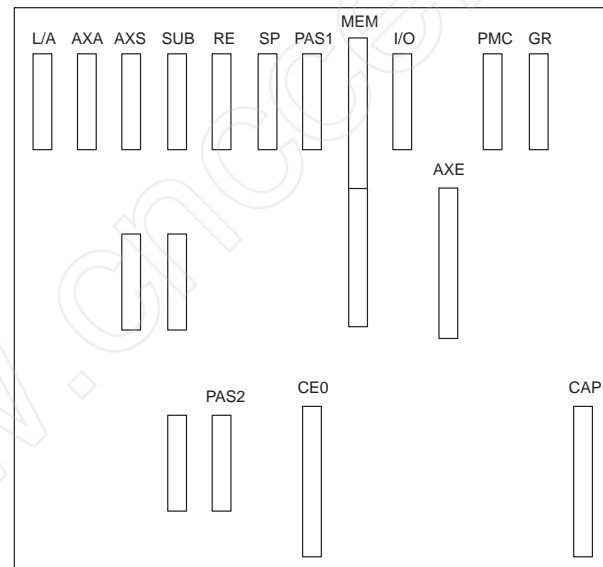 MEM
L/A AXA AXS SUB RE SP PAS1 I/O PMC GR
AXE
PAS2 CE0 CAP